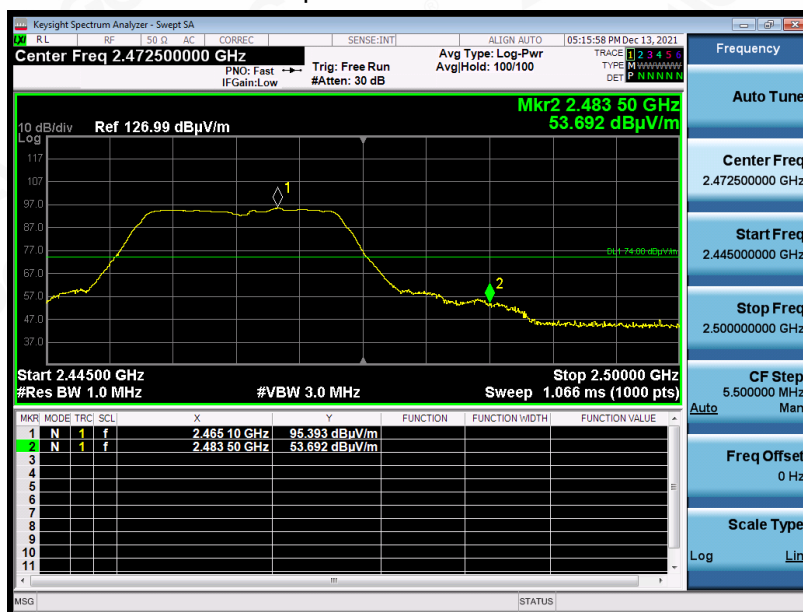 Keysight Spectrum Analyzer - Swept SA
LXI RL RF 50 Ω AC CORREC SENSE:INT ALIGN AUTO 05:15:58 PM Dec 13, 2021
Center Freq 2.472500000 GHz
PNO: Fast
IFGain:Low
Trig: Free Run
#Atten: 30 dB
Avg Type: Log-Pwr
Avg|Hold: 100/100
TRACE 1 2 3 4 5 6
TYPE M WWWWW
DET P N N N N N
Mkr2 2.483 50 GHz
53.692 dBµV/m
10 dB/div Ref 126.99 dBµV/m
Log
117
107
97.0
87.0
77.0
67.0
57.0
47.0
37.0
1
DL1 74.00 dBµV/m
2
Start 2.44500 GHz Stop 2.50000 GHz
#Res BW 1.0 MHz #VBW 3.0 MHz Sweep 1.066 ms (1000 pts)
MKR MODE TRC SCL X Y FUNCTION FUNCTION WIDTH FUNCTION VALUE
1 N 1 f 2.465 10 GHz 95.393 dBµV/m
2 N 1 f 2.483 50 GHz 53.692 dBµV/m
3
4
5
6
7
8
9
10
11
MSG STATUS
Frequency
Auto Tune
Center Freq
2.472500000 GHz
Start Freq
2.445000000 GHz
Stop Freq
2.500000000 GHz
CF Step
5.500000 MHz
Auto Man
Freq Offset
0 Hz
Scale Type
Log Lin